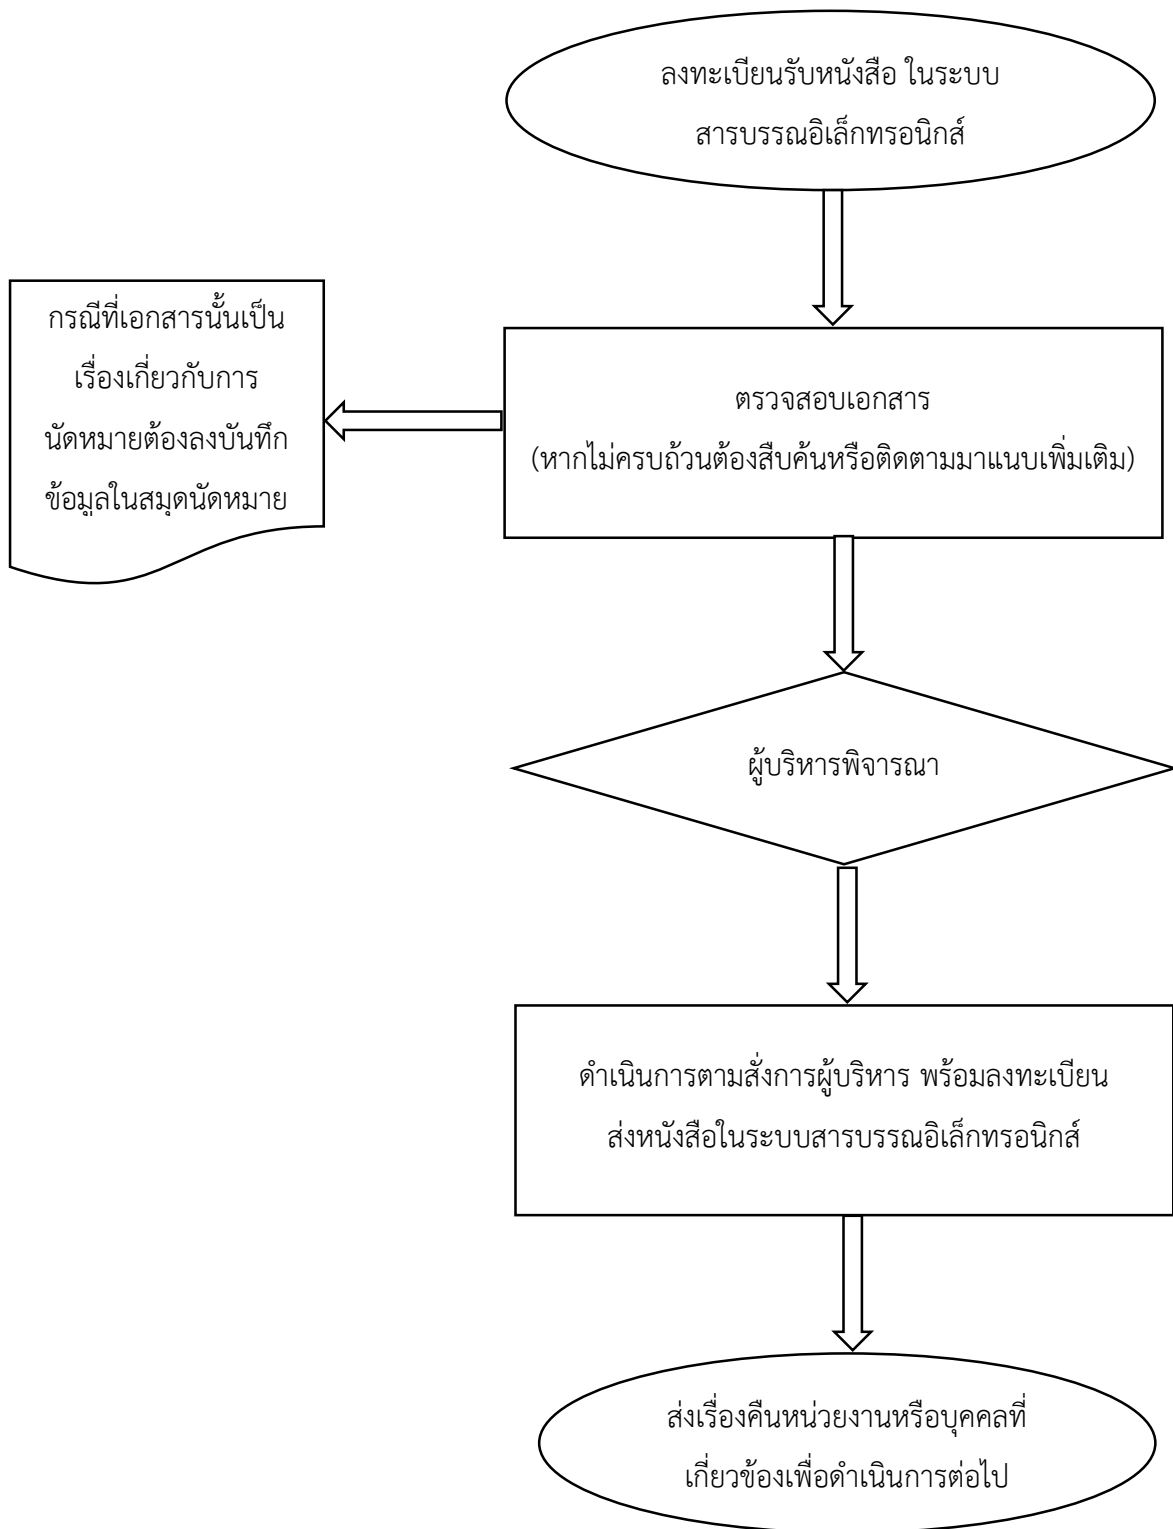 ลงทะเบียนรับหนังสือ ในระบบ
สารบรรณอิเล็กทรอนิกส์
กรณีที่เอกสารนั้นเป็น
เรื่องเกี่ยวกับการ
นัดหมายต้องลงบันทึก
ข้อมูลในสมุดนัดหมาย
ตรวจสอบเอกสาร
(หากไม่ครบถ้วนต้องสืบค้นหรือติดตามมาแนบเพิ่มเติม)
ผู้บริหารพิจารณา
ดำเนินการตามสั่งการผู้บริหาร พร้อมลงทะเบียน
ส่งหนังสือในระบบสารบรรณอิเล็กทรอนิกส์
ส่งเรื่องคืนหน่วยงานหรือบุคคลที่
เกี่ยวข้องเพื่อดำเนินการต่อไป